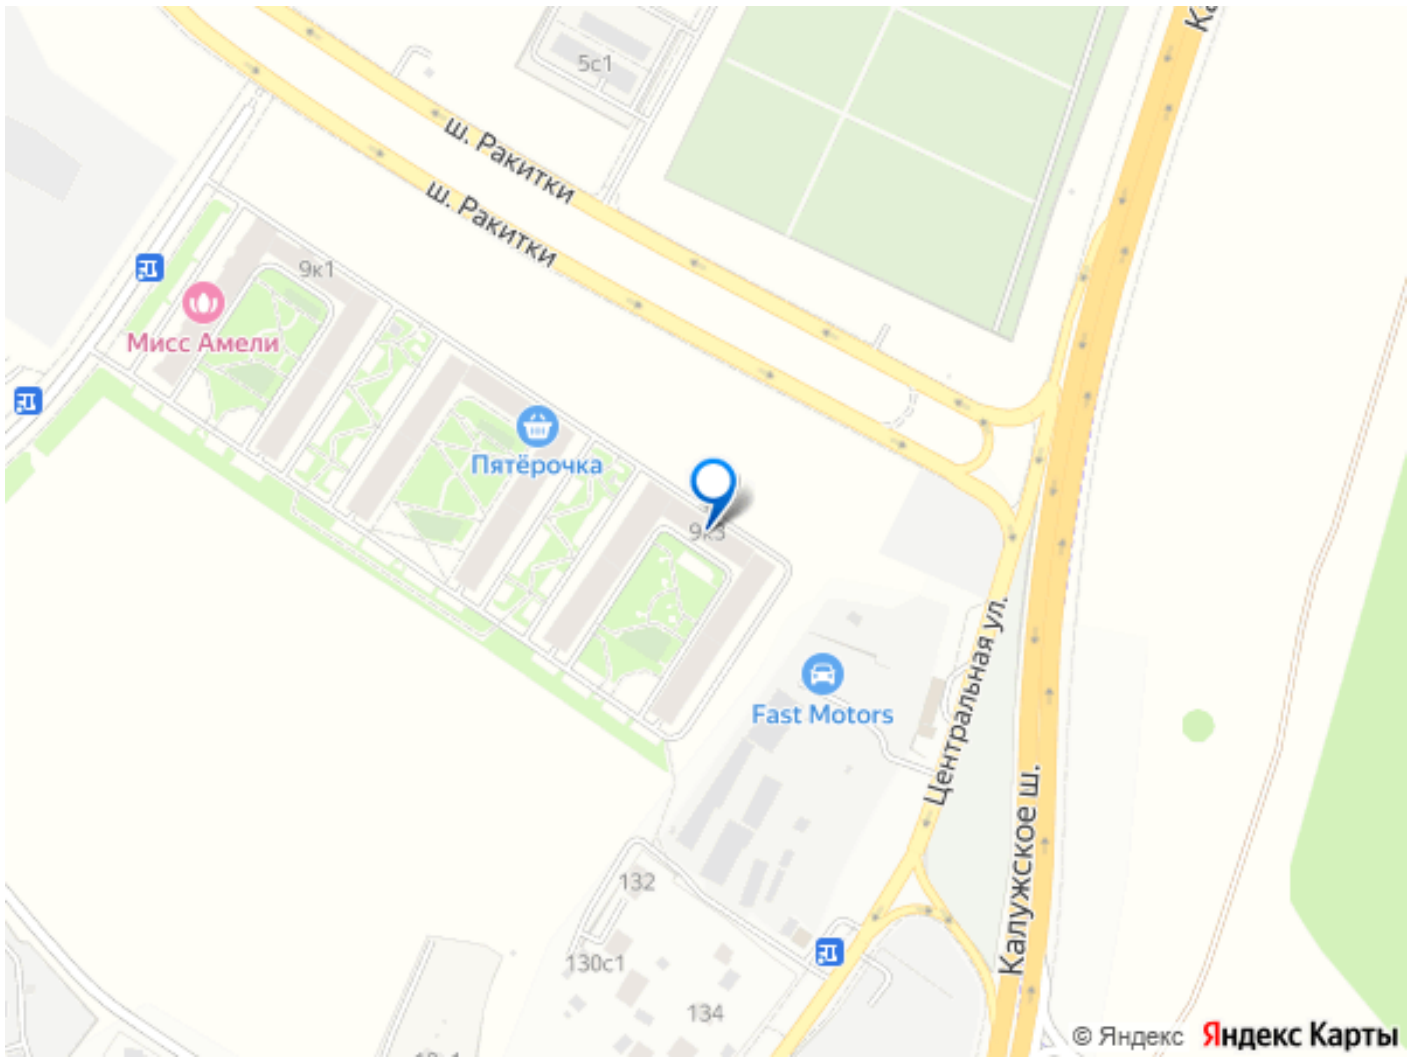 Ка
5с1
ш. Ракитки
ш. Ракитки
9к1
Мисс Амели
Пятёрочка
9к3
Центральная ул.
Fast Motors
Калужское ш.
132
130с1
134
© Яндекс Яндекс Карты